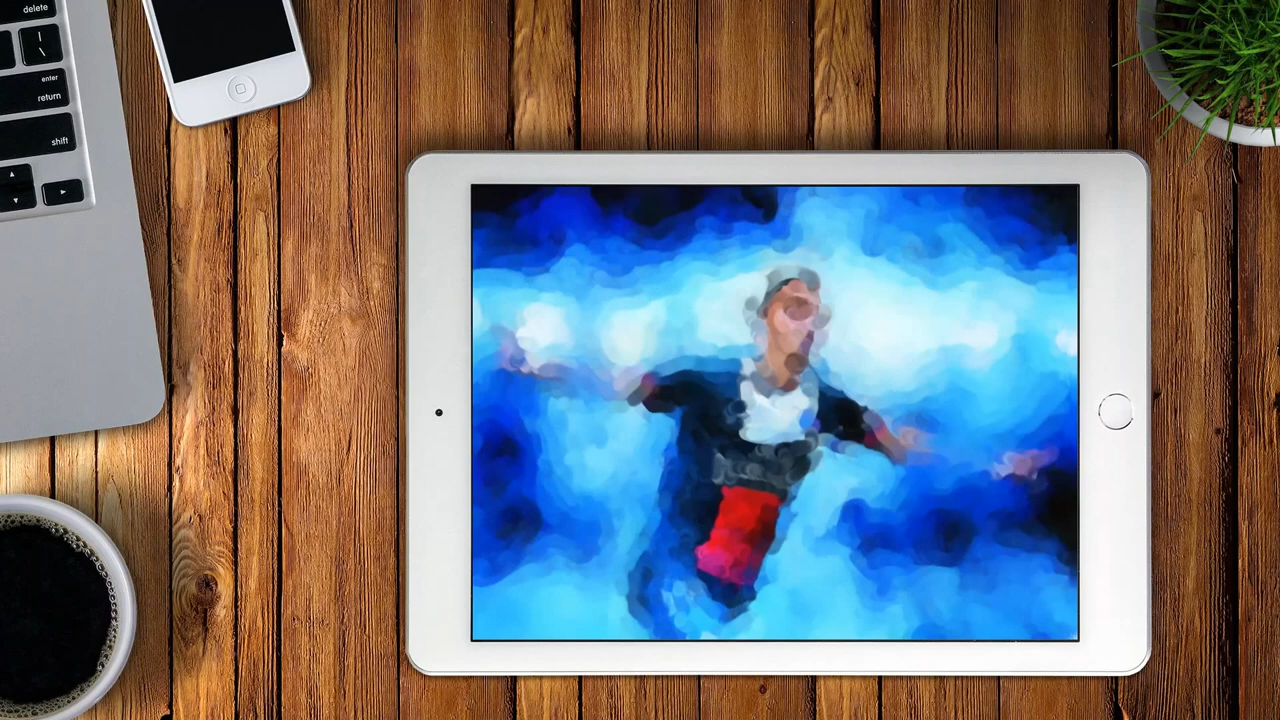 delete
|
\
enter
return
shift